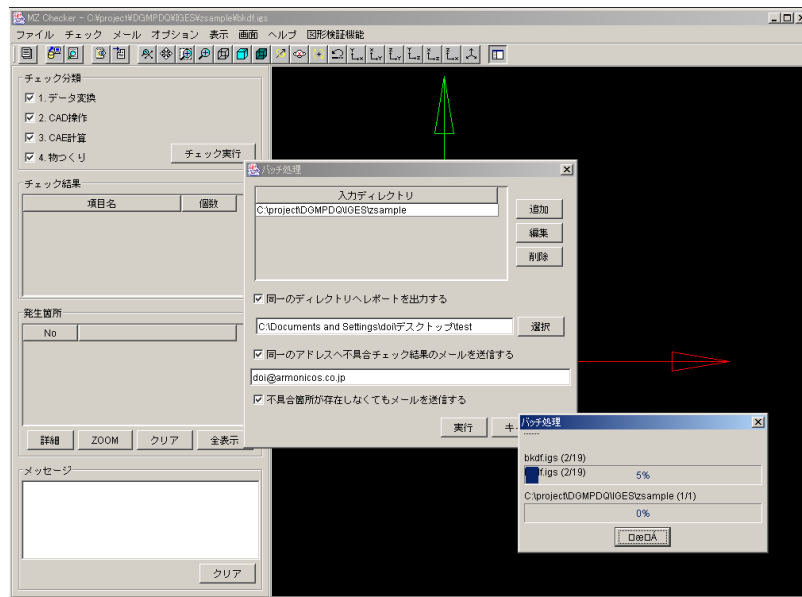 MZ Checker - C:¥project¥DGMPDQ¥IGES¥zsample¥bkdf.igs
ファイル チェック メール オプション 表示 画面 ヘルプ 図形検証機能
チェック分類
1. データ変換
2. CAD操作
3. CAE計算
4. 物つくり
チェック実行
チェック結果
項目名 個数
発生箇所
No
詳細 ZOOM クリア 全表示
メッセージ
クリア
バッチ処理
入力ディレクトリ
C:\project\DGMPDQ\IGES\zsample
追加
編集
削除
同一のディレクトリへレポートを出力する
C:\Documents and Settings\doi\デスクトップ\test
選択
同一のアドレスへ不具合チェック結果のメールを送信する
doi@armonicos.co.jp
不具合箇所が存在しなくてもメールを送信する
実行 キ
バッチ処理
------
bkdf.igs (2/19)
f.igs (2/19) 5%
C:\project\DGMPDQ\IGES\zsample (1/1)
0%
□æ□Á